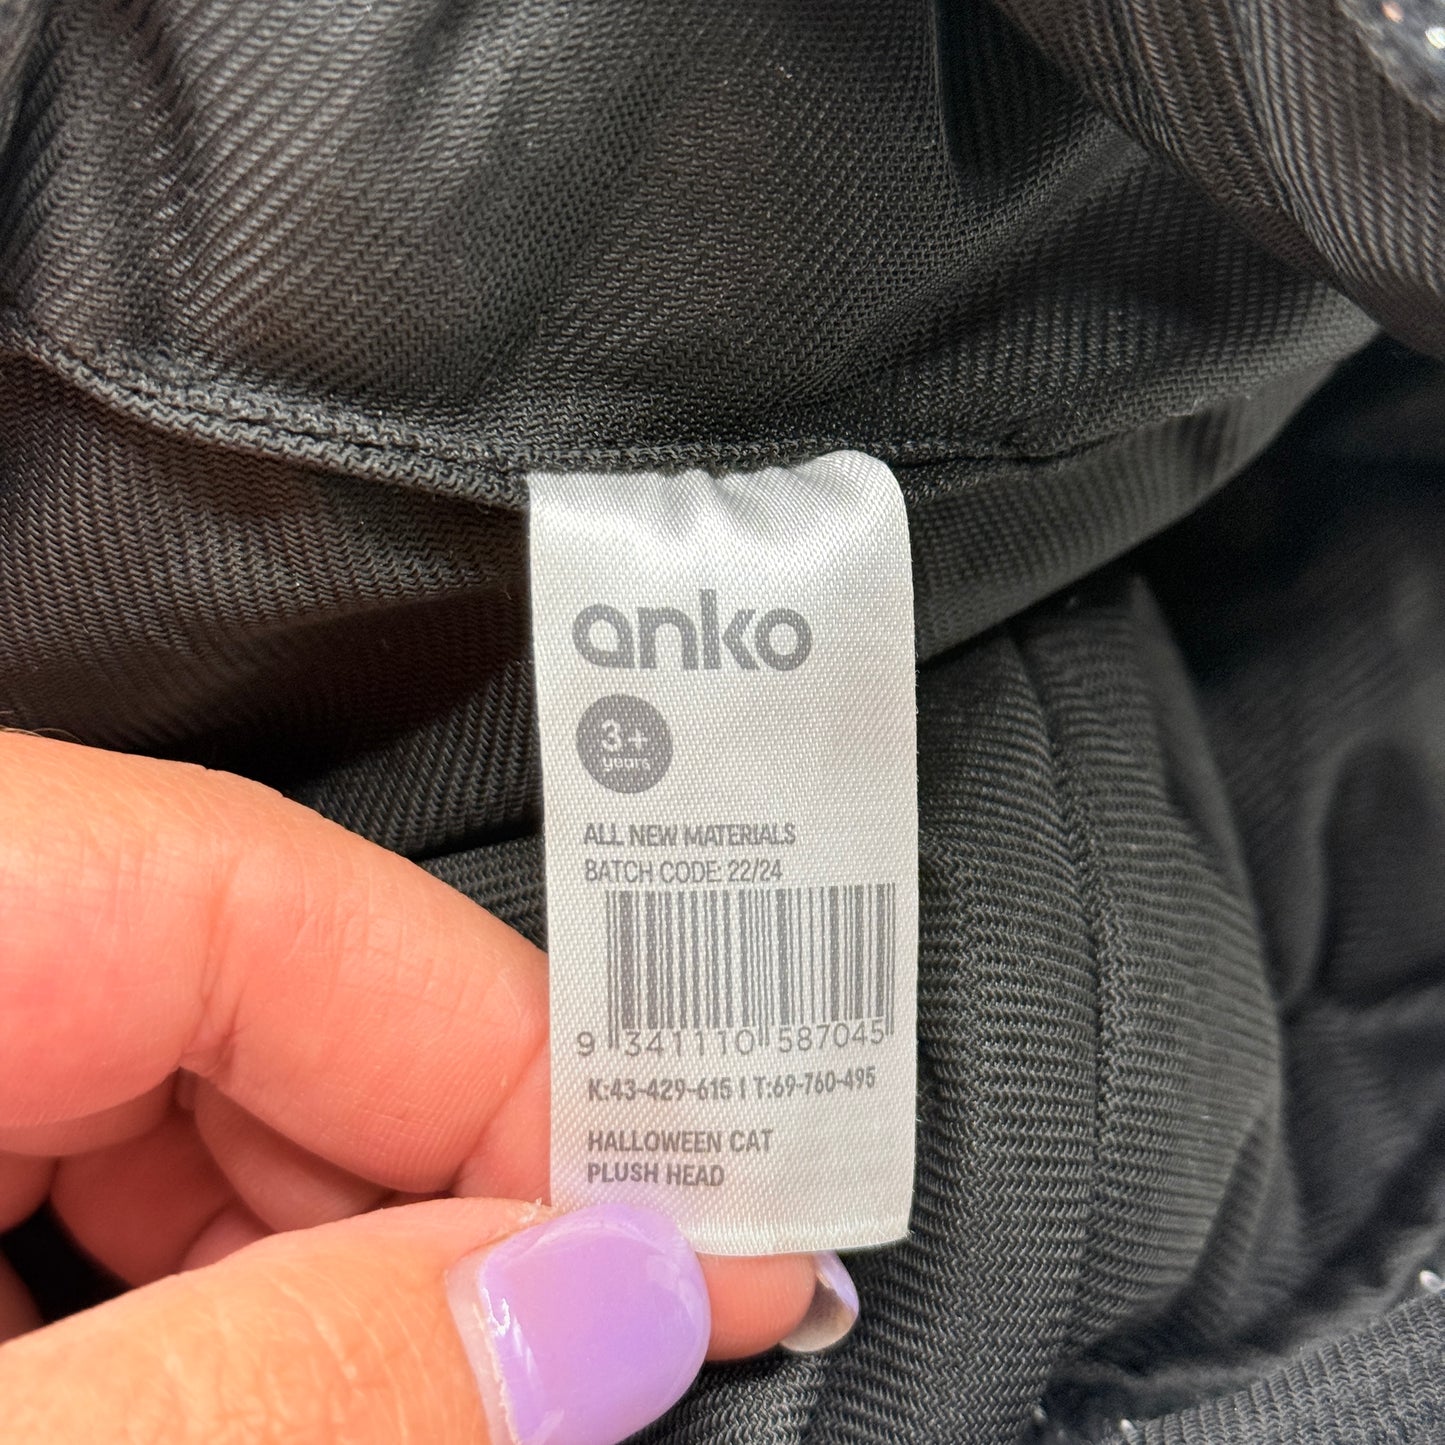 anko
3+
years
ALL NEW MATERIALS
BATCH CODE: 22/24
9 341110 587045
K:43-429-615 | T:69-760-495
HALLOWEEN CAT
PLUSH HEAD